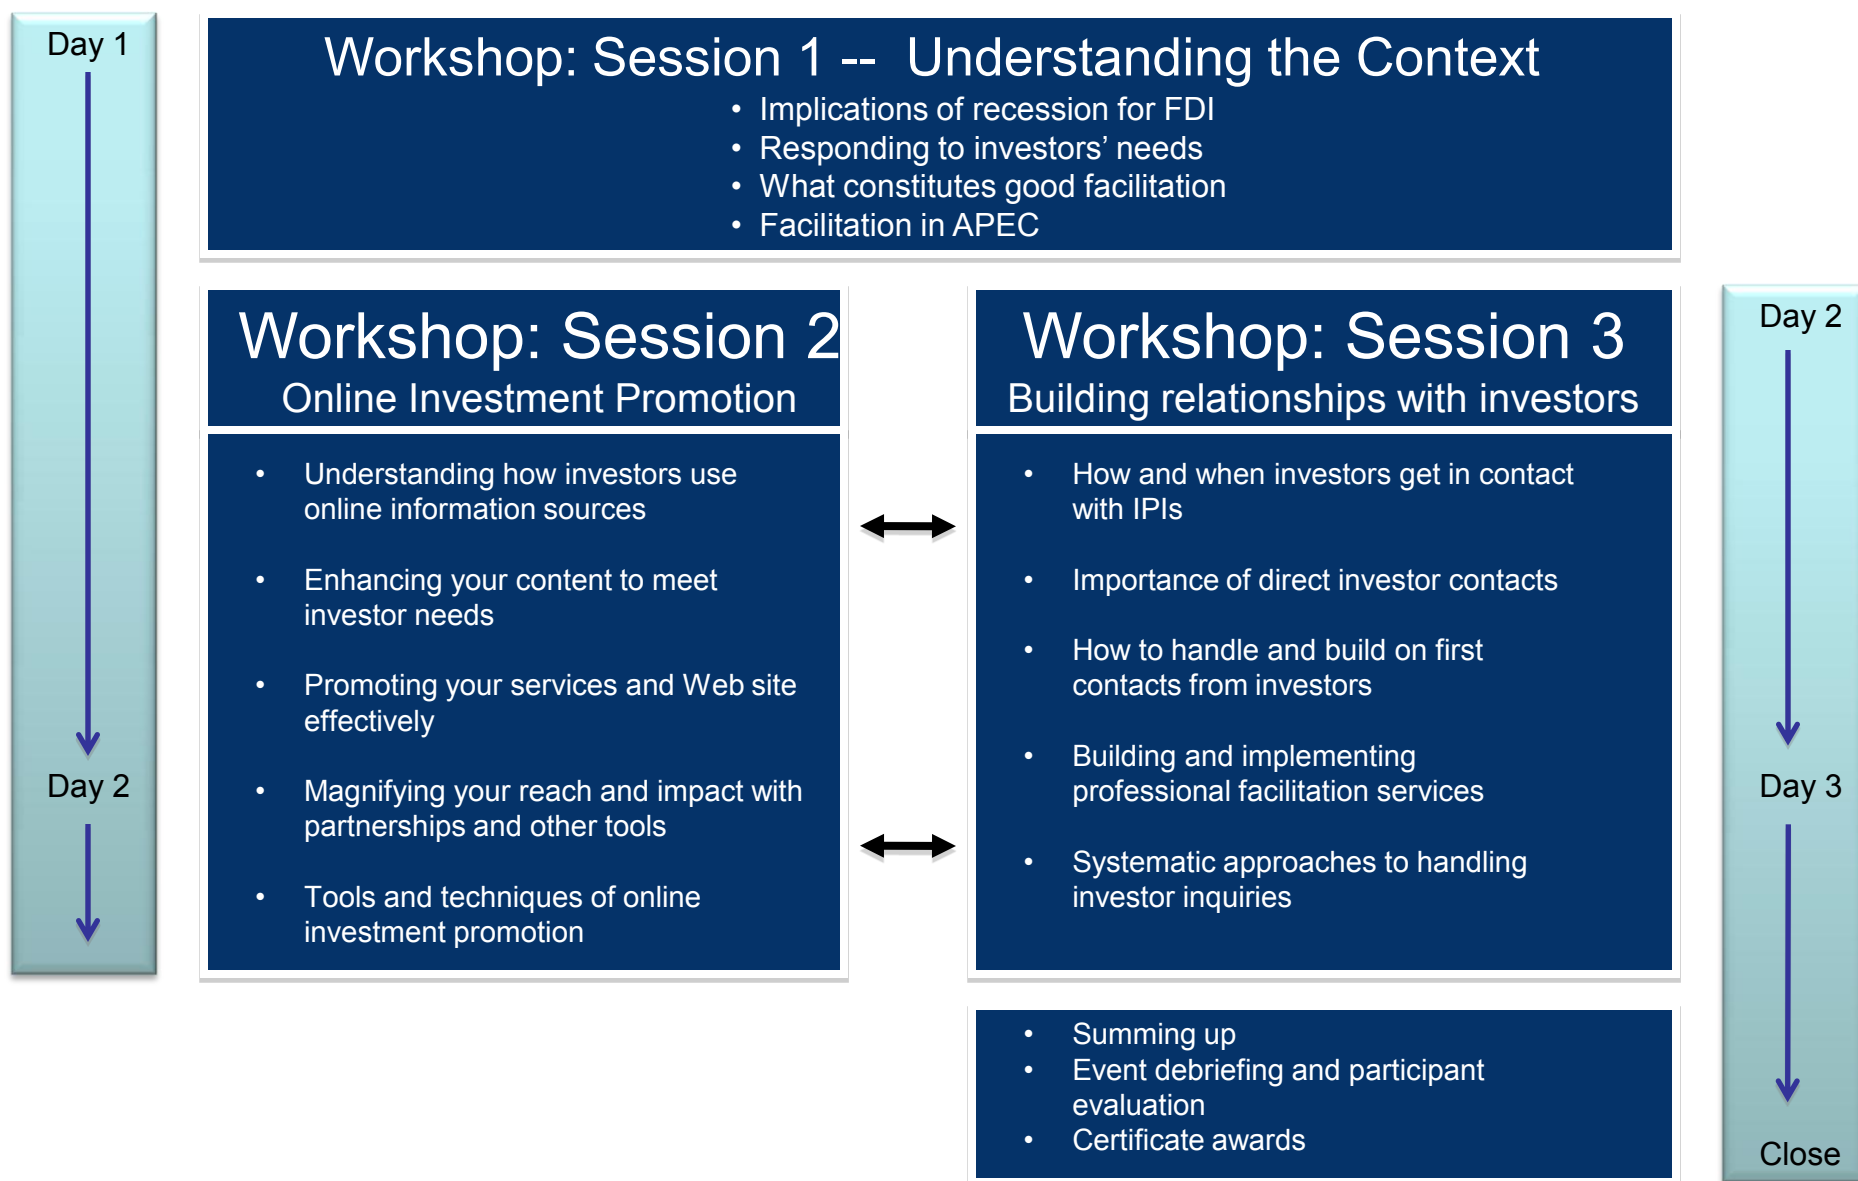 Day 1
Workshop: Session 1 -- Understanding the Context
• Implications of recession for FDI
• Responding to investors’ needs
• What constitutes good facilitation
• Facilitation in APEC
Workshop: Session 2
Online Investment Promotion
• Understanding how investors use
online information sources
• Enhancing your content to meet
investor needs
• Promoting your services and Web site
effectively
• Magnifying your reach and impact with
partnerships and other tools
• Tools and techniques of online
investment promotion
Day 2
Workshop: Session 3
Building relationships with investors
• How and when investors get in contact
with IPIs
• Importance of direct investor contacts
• How to handle and build on first
contacts from investors
• Building and implementing
professional facilitation services
• Systematic approaches to handling
investor inquiries
• Summing up
• Event debriefing and participant
evaluation
• Certificate awards
Day 2
Day 3
Close